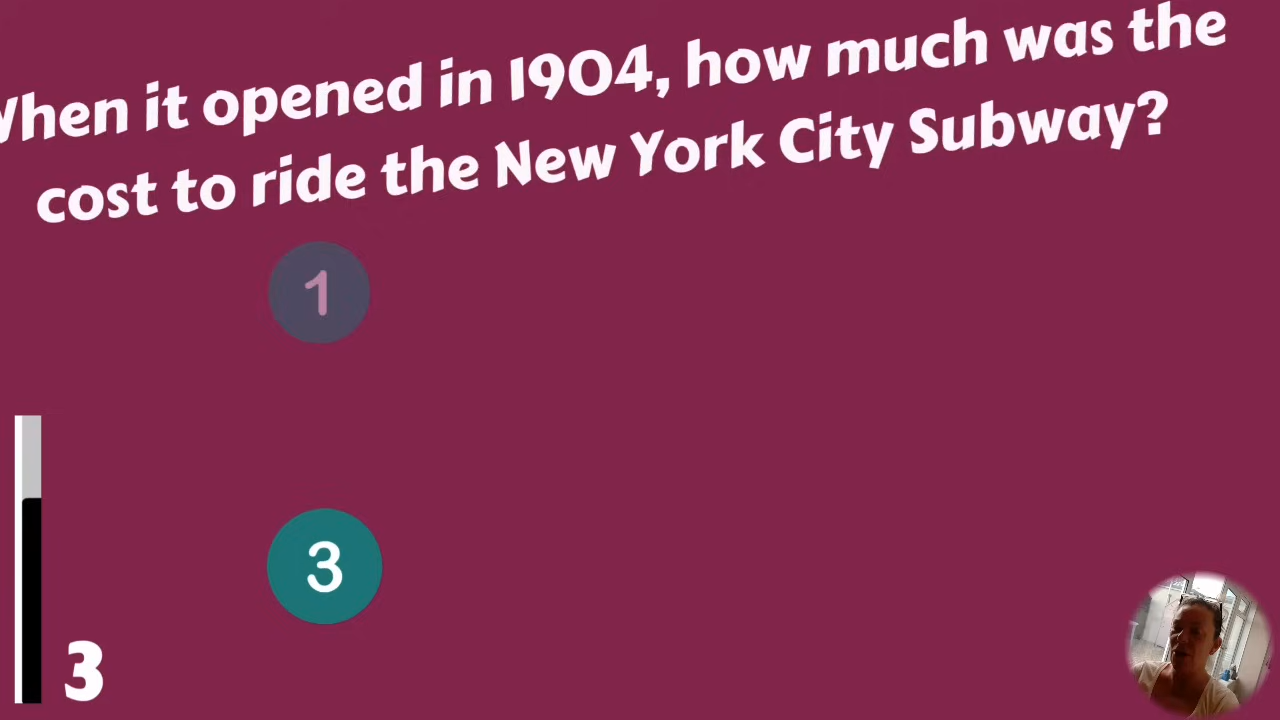 When it opened in 1904, how much was the
cost to ride the New York City Subway?
1
3
3